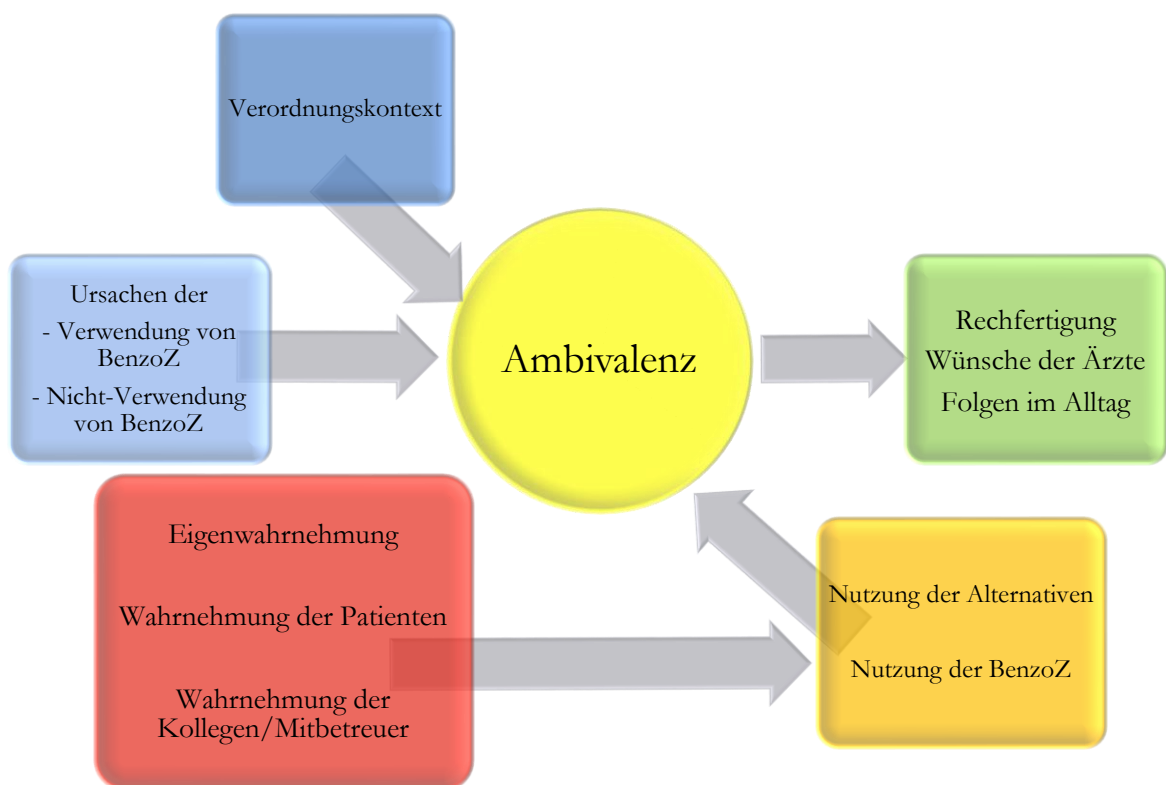 Verordnungskontext
Ursachen der
- Verwendung von
BenzoZ
- Nicht-Verwendung
von BenzoZ
Ambivalenz
Rechfertigung
Wünsche der Ärzte
Folgen im Alltag
Eigenwahrnehmung
Wahrnehmung der Patienten
Wahrnehmung der
Kollegen/Mitbetreuer
Nutzung der Alternativen
Nutzung der BenzoZ